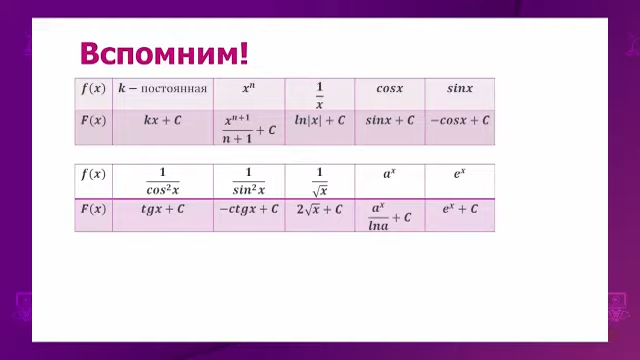 Вспомним!
f(x) k − постоянная xⁿ 1/x cosx sinx
F(x) kx + C xⁿ⁺¹/(n + 1) + C ln|x| + C sinx + C −cosx + C
f(x) 1/cos²x 1/sin²x 1/√x aˣ eˣ
F(x) tgx + C −ctgx + C 2√x + C aˣ/lna + C eˣ + C